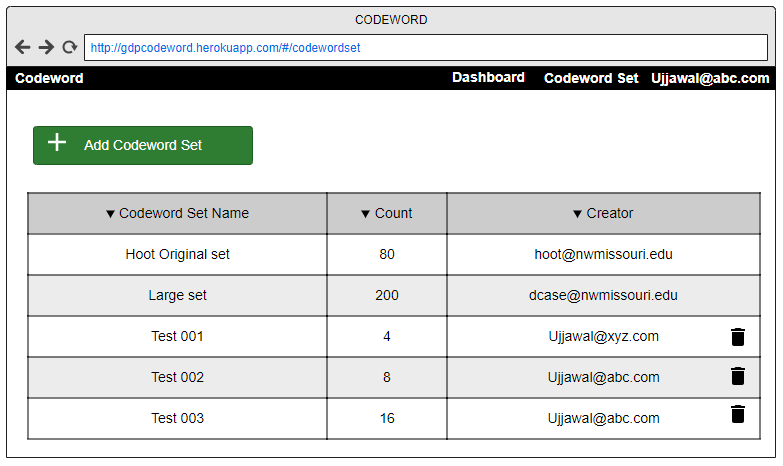 CODEWORD
http://gdpcodeword.herokuapp.com/#/codewordset
Codeword Dashboard Codeword Set Ujjawal@abc.com
Add Codeword Set
Codeword Set Name Count Creator
Hoot Original set 80 hoot@nwmissouri.edu
Large set 200 dcase@nwmissouri.edu
Test 001 4 Ujjawal@xyz.com
Test 002 8 Ujjawal@abc.com
Test 003 16 Ujjawal@abc.com